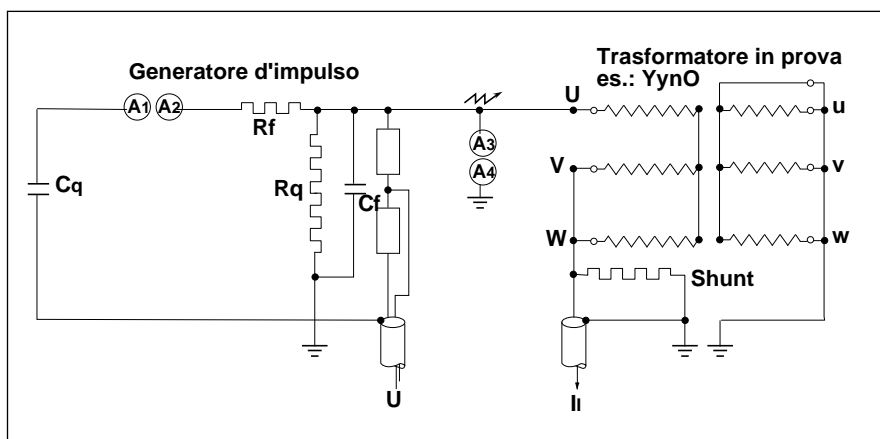 Generatore d'impulso
Trasformatore in prova
es.: YynO
A1 A2
Rf
U
u
A3
A4
V
v
Cq
Rq
Cf
W
w
Shunt
U
Il